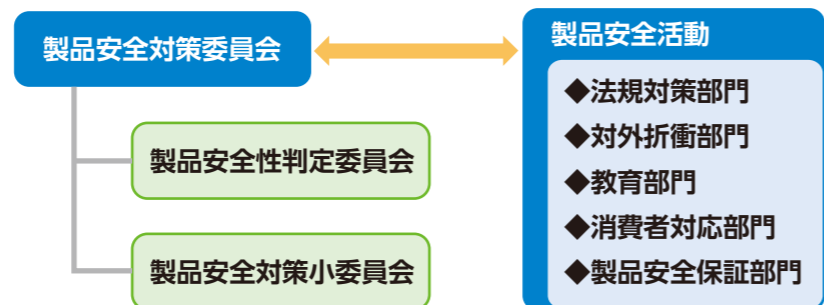 製品安全対策委員会
製品安全性判定委員会
製品安全対策小委員会
製品安全活動
◆法規対策部門
◆対外折衝部門
◆教育部門
◆消費者対応部門
◆製品安全保証部門